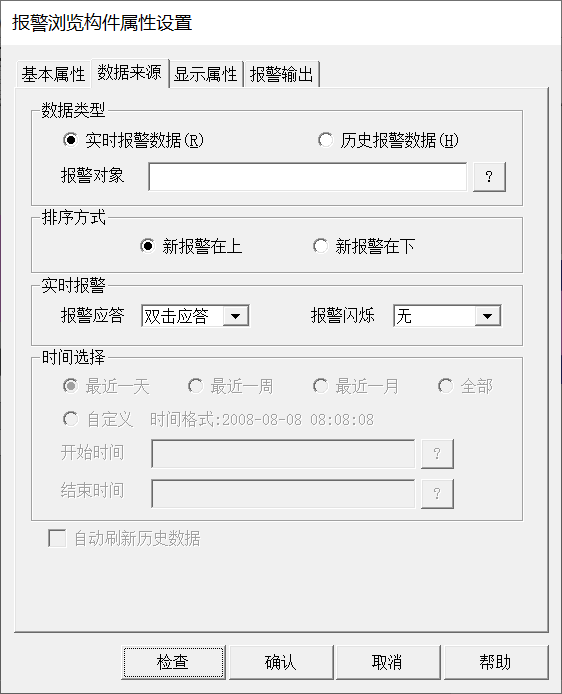 报警浏览构件属性设置
基本属性 数据来源 显示属性 报警输出
数据类型
实时报警数据(R) 历史报警数据(H)
报警对象 ?
排序方式
新报警在上 新报警在下
实时报警
报警应答 双击应答 报警闪烁 无
时间选择
最近一天 最近一周 最近一月 全部
自定义 时间格式:2008-08-08 08:08:08
开始时间 ?
结束时间 ?
自动刷新历史数据
检查 确认 取消 帮助